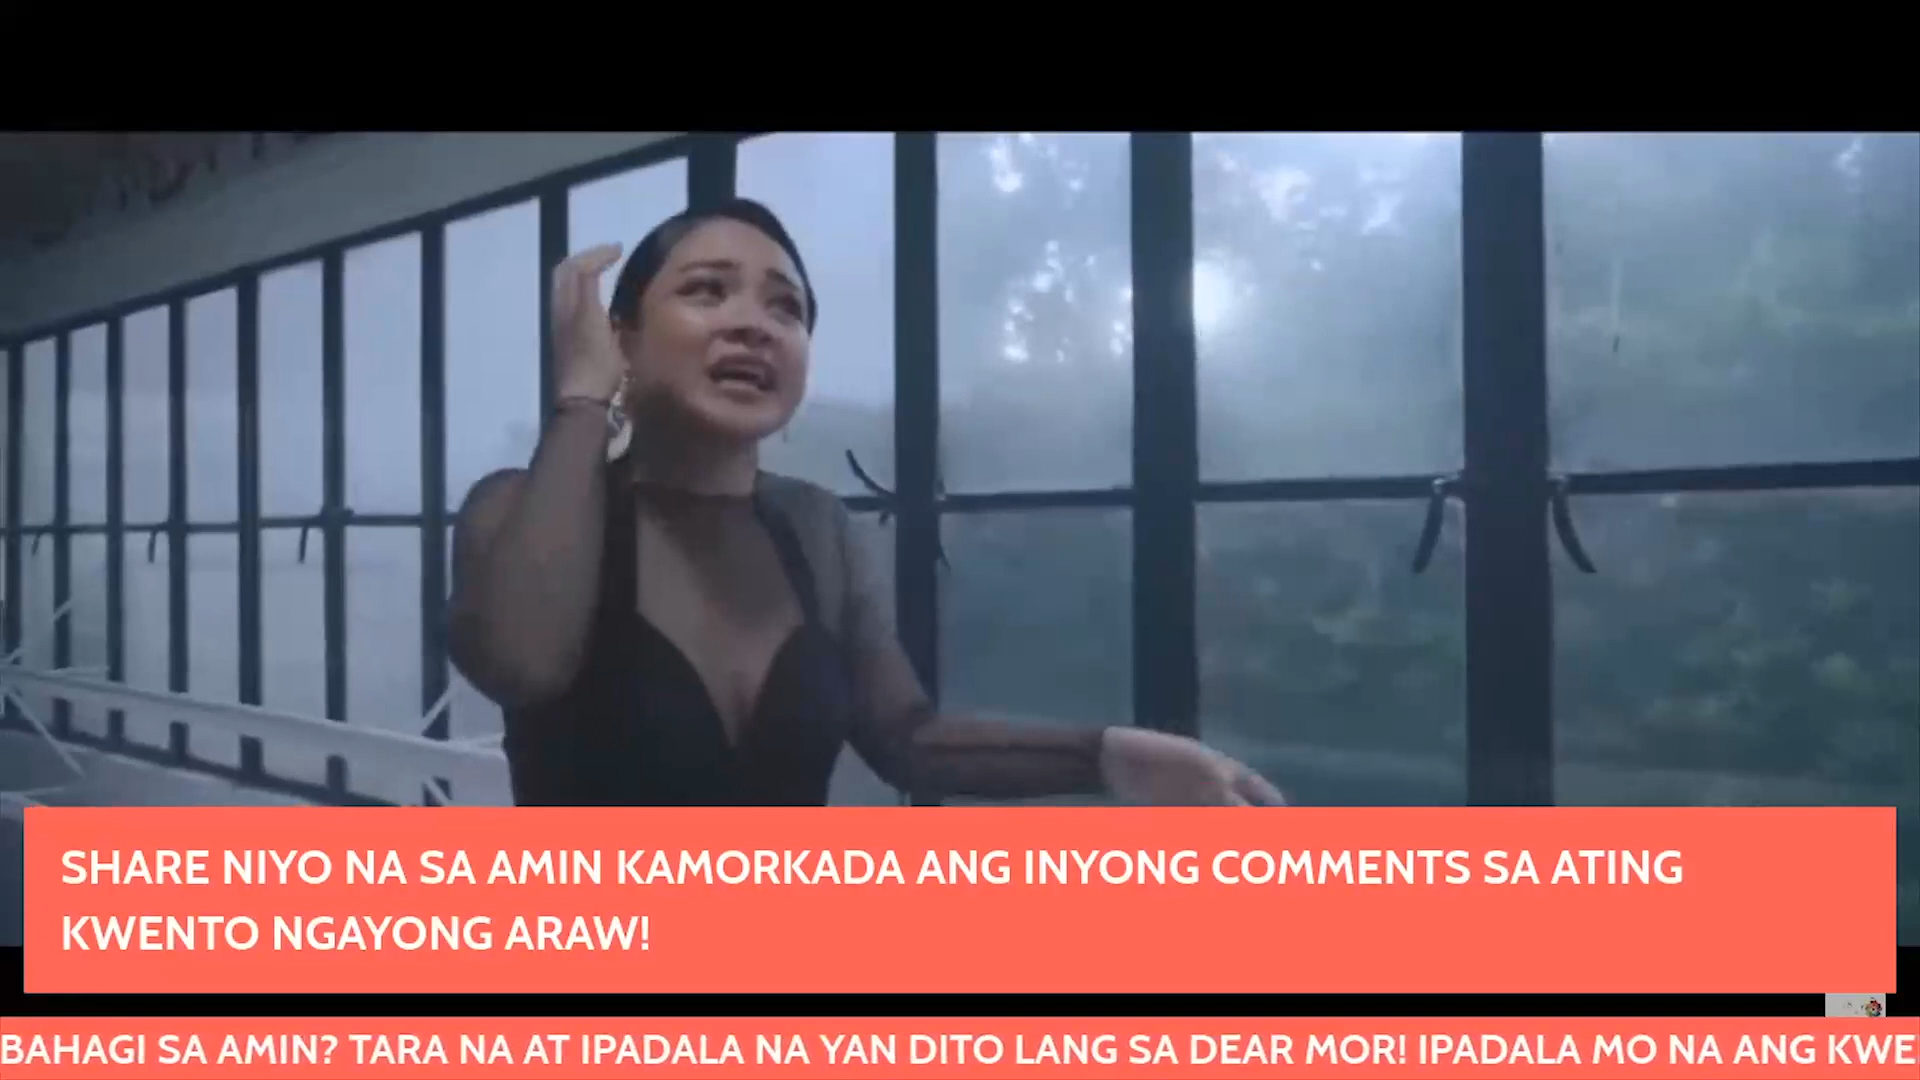 SHARE NIYO NA SA AMIN KAMORKADA ANG INYONG COMMENTS SA ATING
KWENTO NGAYONG ARAW!
BAHAGI SA AMIN? TARA NA AT IPADALA NA YAN DITO LANG SA DEAR MOR! IPADALA MO NA ANG KWE